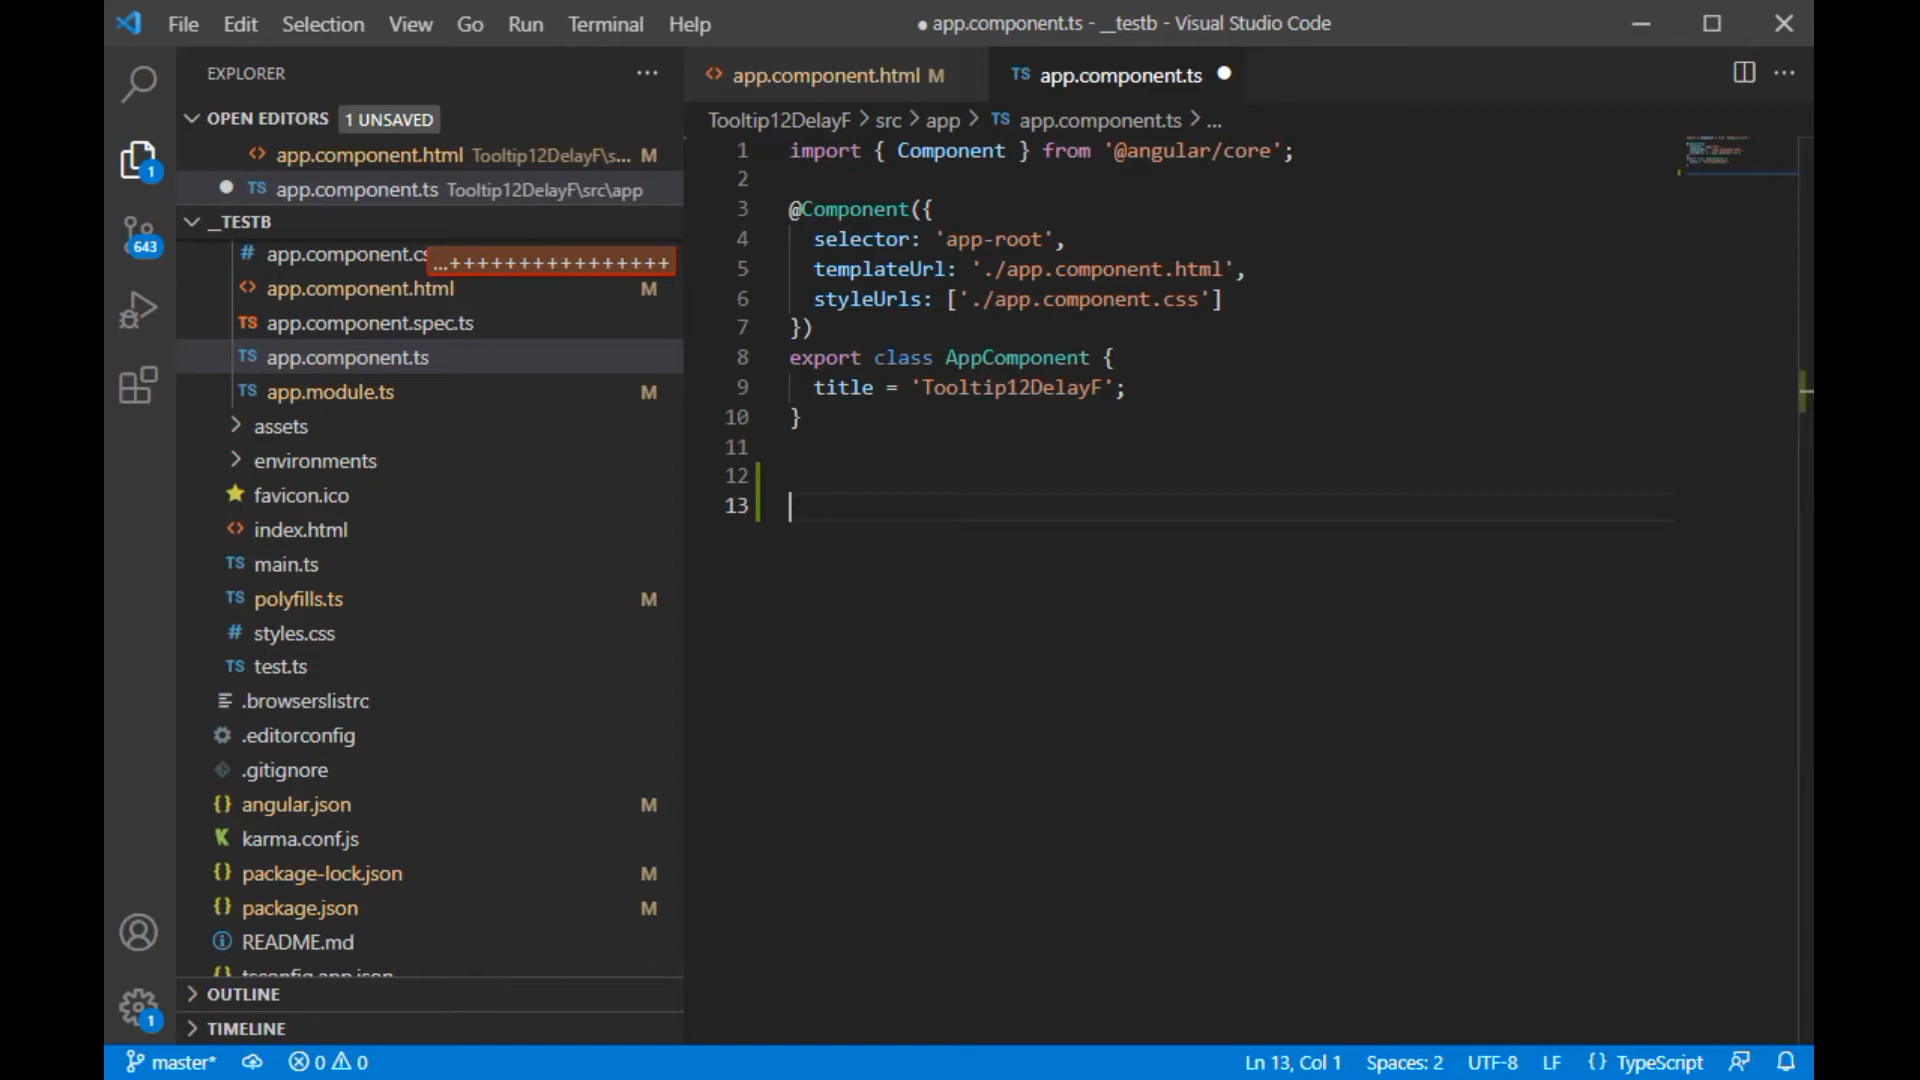 File Edit Selection View Go Run Terminal Help ● app.component.ts - __testb - Visual Studio Code
EXPLORER
OPEN EDITORS 1 UNSAVED
app.component.html Tooltip12DelayF\s... M
TS app.component.ts Tooltip12DelayF\src\app
__TESTB
# app.component.cs
...++++++++++++++++
app.component.html M
TS app.component.spec.ts
TS app.component.ts
TS app.module.ts M
assets
environments
favicon.ico
index.html
TS main.ts
TS polyfills.ts M
# styles.css
TS test.ts
.browserslistrc
.editorconfig
.gitignore
{} angular.json M
K karma.conf.js
{} package-lock.json M
{} package.json M
README.md
{} tsconfig.app.json
OUTLINE
TIMELINE
1
643
1
app.component.html M TS app.component.ts
Tooltip12DelayF > src > app > TS app.component.ts > ...
1 import { Component } from '@angular/core';
2
3 @Component({
4 selector: 'app-root',
5 templateUrl: './app.component.html',
6 styleUrls: ['./app.component.css']
7 })
8 export class AppComponent {
9 title = 'Tooltip12DelayF';
10 }
11
12
13
master* 0 0 Ln 13, Col 1 Spaces: 2 UTF-8 LF {} TypeScript